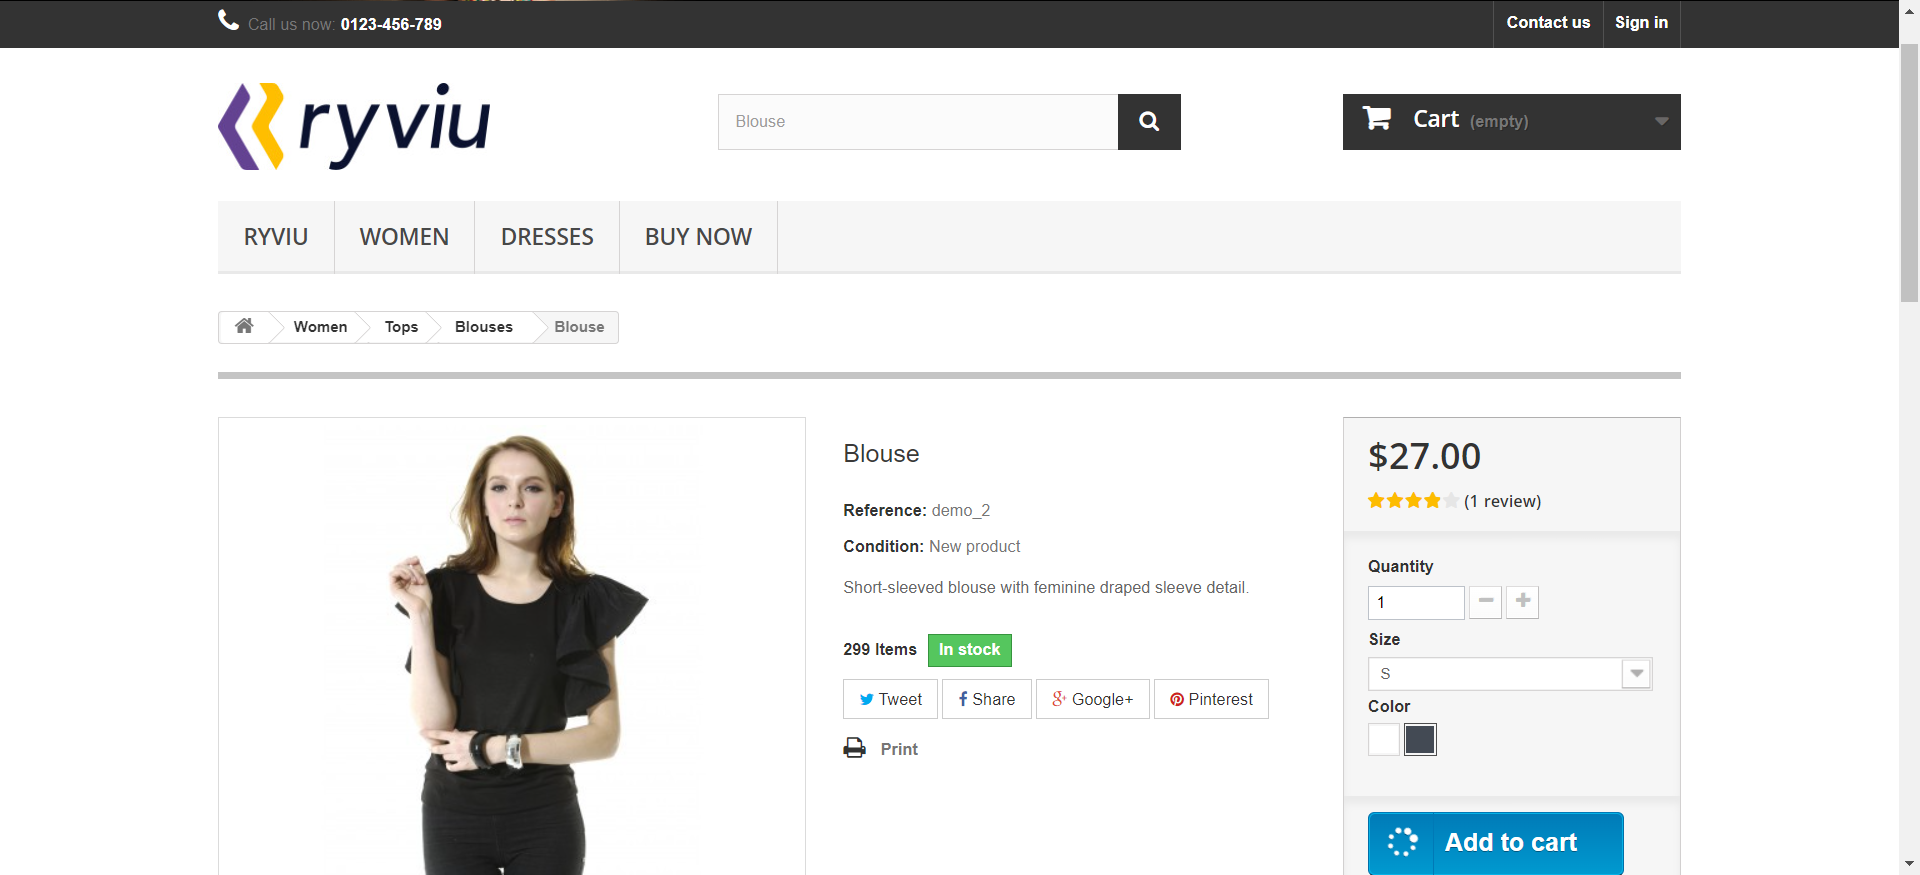 Call us now: 0123-456-789
Contact us
Sign in
ryviu
Blouse
Cart (empty)
RYVIU
WOMEN
DRESSES
BUY NOW
Women
Tops
Blouses
Blouse
Blouse
Reference: demo_2
Condition: New product
Short-sleeved blouse with feminine draped sleeve detail.
299 Items
In stock
Tweet
Share
Google+
Pinterest
Print
$27.00
(1 review)
Quantity
1
Size
S
Color
Add to cart